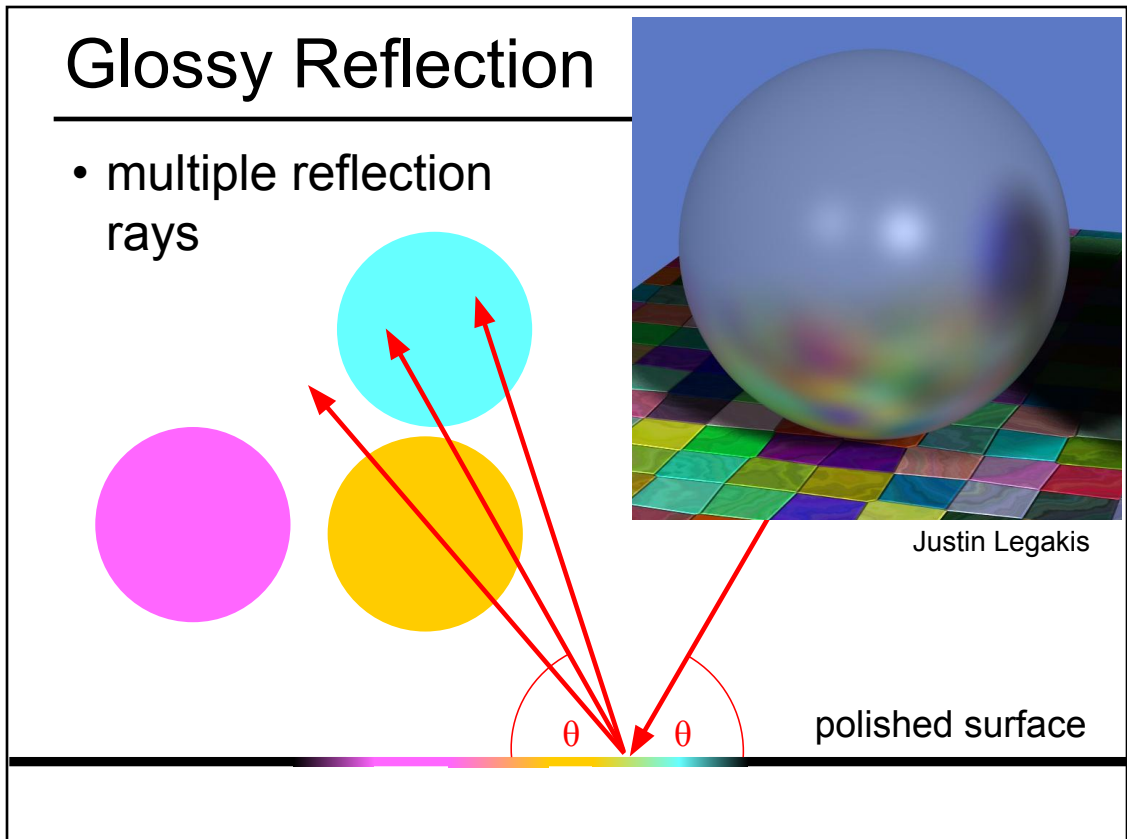 Glossy Reflection
• multiple reflection
rays
Justin Legakis
θ θ
polished surface